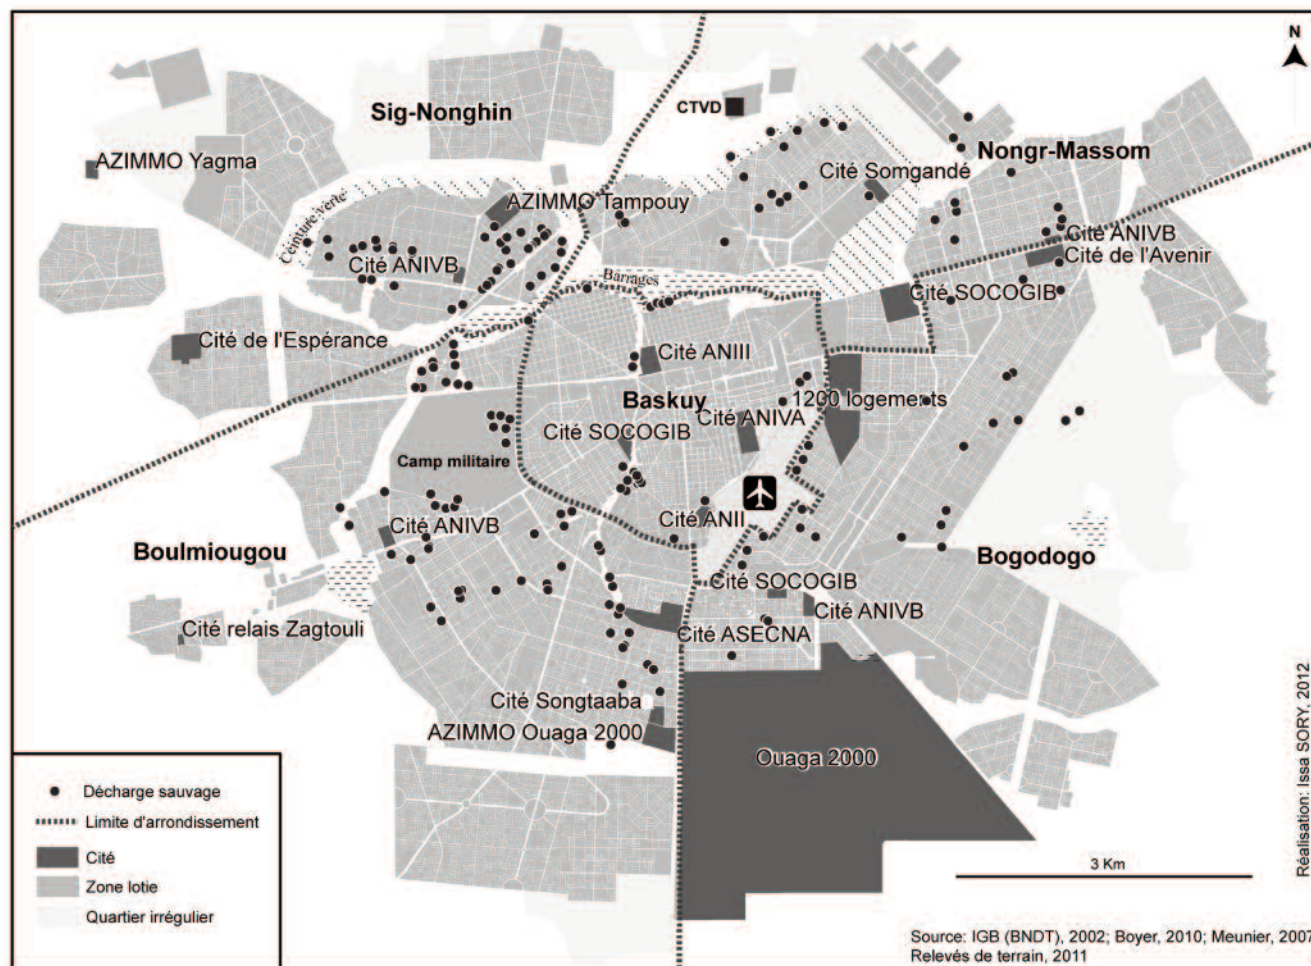 N
CTVD
Sig-Nonghin
Nongr-Massom
AZIMMO Yagma
Cité Somgandé
AZIMMO Tampouy
Ceinture verte
Cité ANIVB
Cité ANIVB
Cité de l'Avenir
Barrages
Cité SOCOGIB
Cité de l'Espérance
Cité ANIII
Baskuy
1200 logements
Cité ANIVA
Cité SOCOGIB
Camp militaire
Cité ANIVB
Cité ANII
Boulmiougou
Bogodogo
Cité SOCOGIB
Cité ANIVB
Cité relais Zagtouli
Cité ASECNA
Cité Songtaaba
AZIMMO Ouaga 2000
Ouaga 2000
Décharge sauvage
Limite d'arrondissement
Cité
Zone lotie
Quartier irrégulier
3 Km
Réalisation: Issa SORY, 2012
Source: IGB (BNDT), 2002; Boyer, 2010; Meunier, 2007
Relevés de terrain, 2011